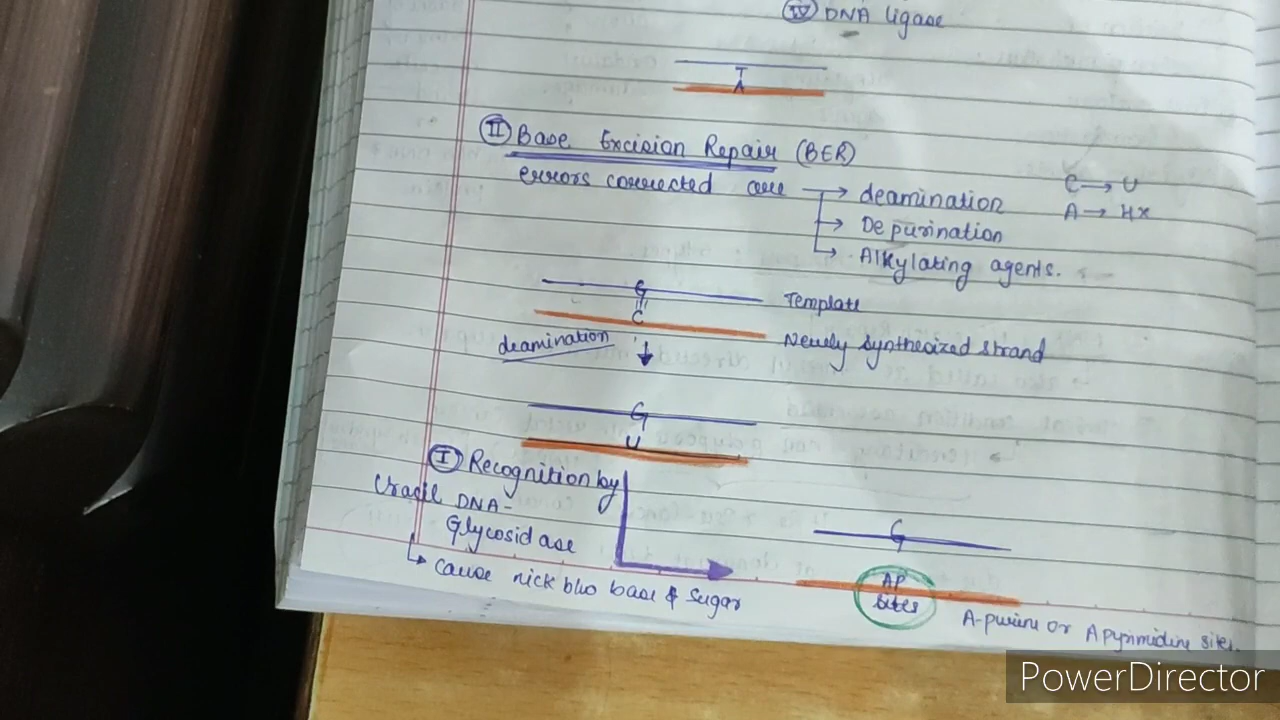 IV DNA ligase
T
A
II Base Excision Repair (BER)
errors corrected are → deamination C → U
→ Depurination A → Hx
→ Alkylating agents.
G Template
C
deamination Newly synthesized strand
G
U
I Recognition by
Uracil DNA-
Glycosidase
G
↳ cause nick b/w base & sugar
AP
sites
A-purine or Apyrimidine sites.
PowerDirector